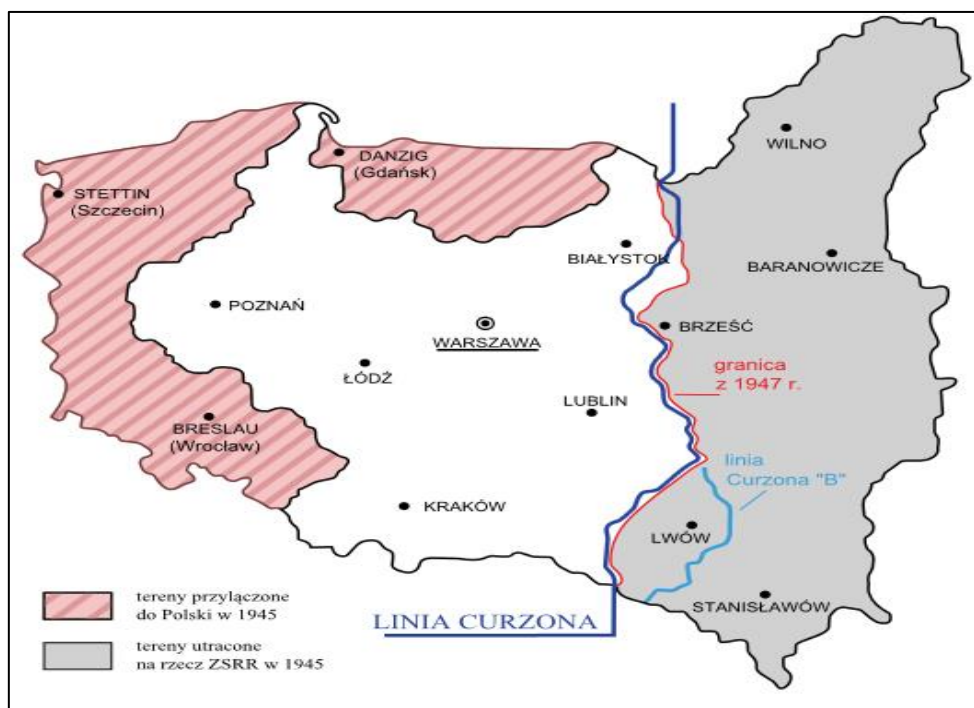 WILNO
DANZIG
(Gdańsk)
STETTIN
(Szczecin)
BIAŁYSTOK
BARANOWICZE
POZNAŃ
BRZEŚĆ
WARSZAWA
granica
z 1947 r.
ŁÓDŹ
LUBLIN
BRESLAU
(Wrocław)
linia
Curzona "B"
KRAKÓW
LWÓW
tereny przyłączone
do Polski w 1945
STANISŁAWÓW
LINIA CURZONA
tereny utracone
na rzecz ZSRR w 1945